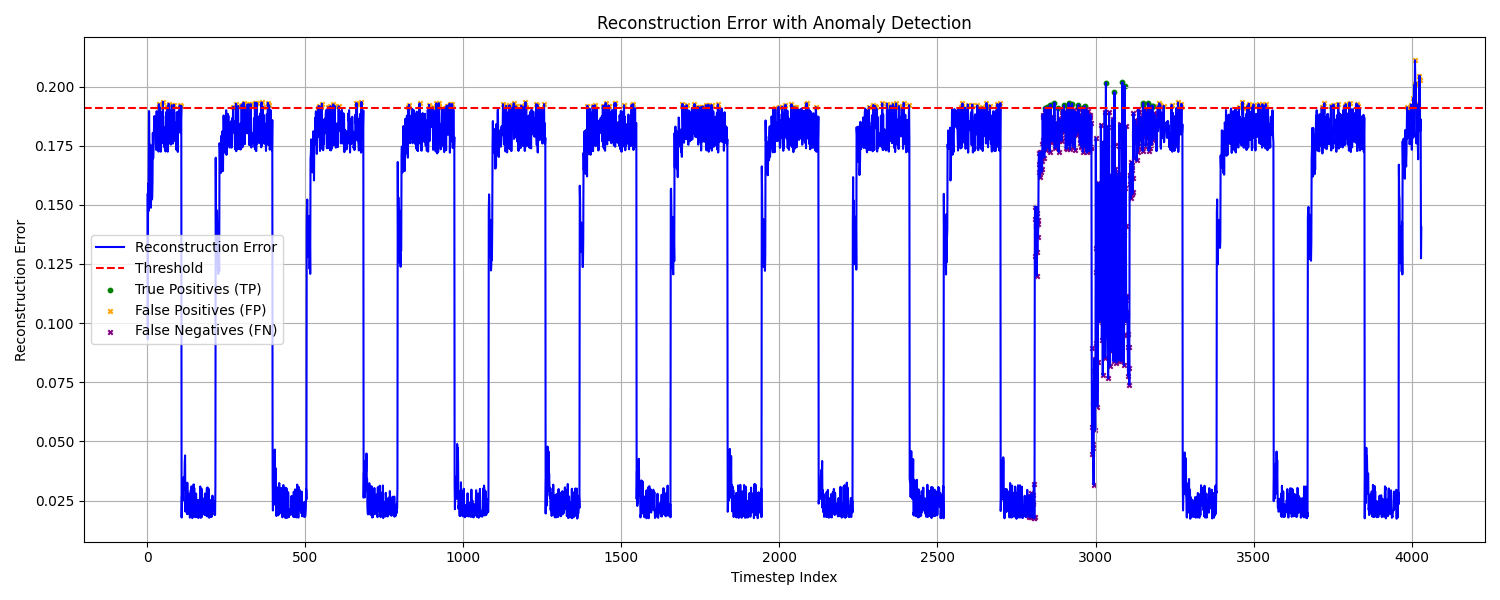 Reconstruction Error with Anomaly Detection
Reconstruction Error
0.200
0.175
0.150
0.125
0.100
0.075
0.050
0.025
Reconstruction Error
Threshold
True Positives (TP)
False Positives (FP)
False Negatives (FN)
0 500 1000 1500 2000 2500 3000 3500 4000
Timestep Index